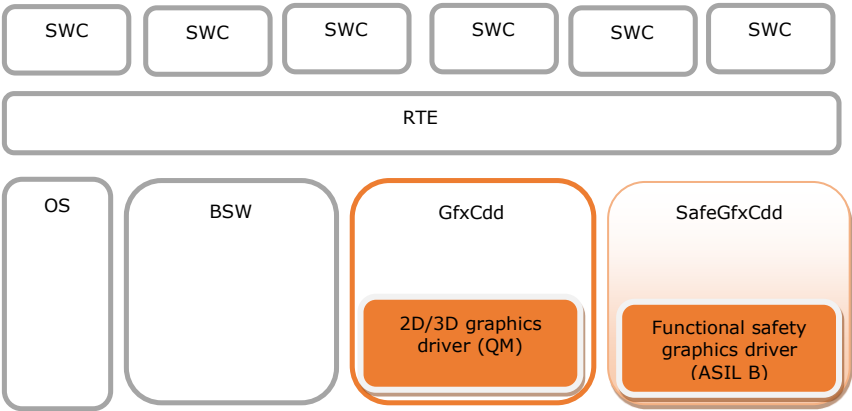 SWC
SWC
SWC
SWC
SWC
SWC
RTE
OS
BSW
GfxCdd
SafeGfxCdd
2D/3D graphics
driver (QM)
Functional safety
graphics driver
(ASIL B)